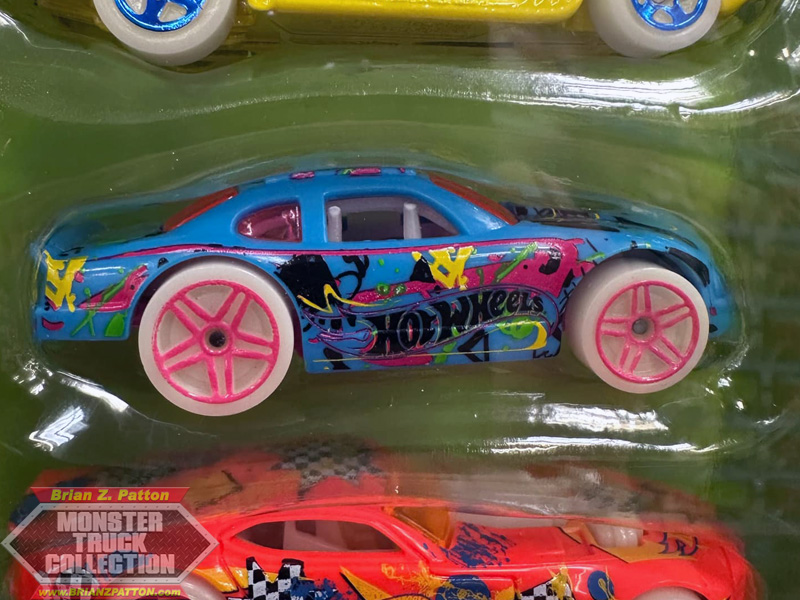 HOT WHEELS
Brian Z. Patton
MONSTER
TRUCK
COLLECTION
www.BRIANZPATTON.com